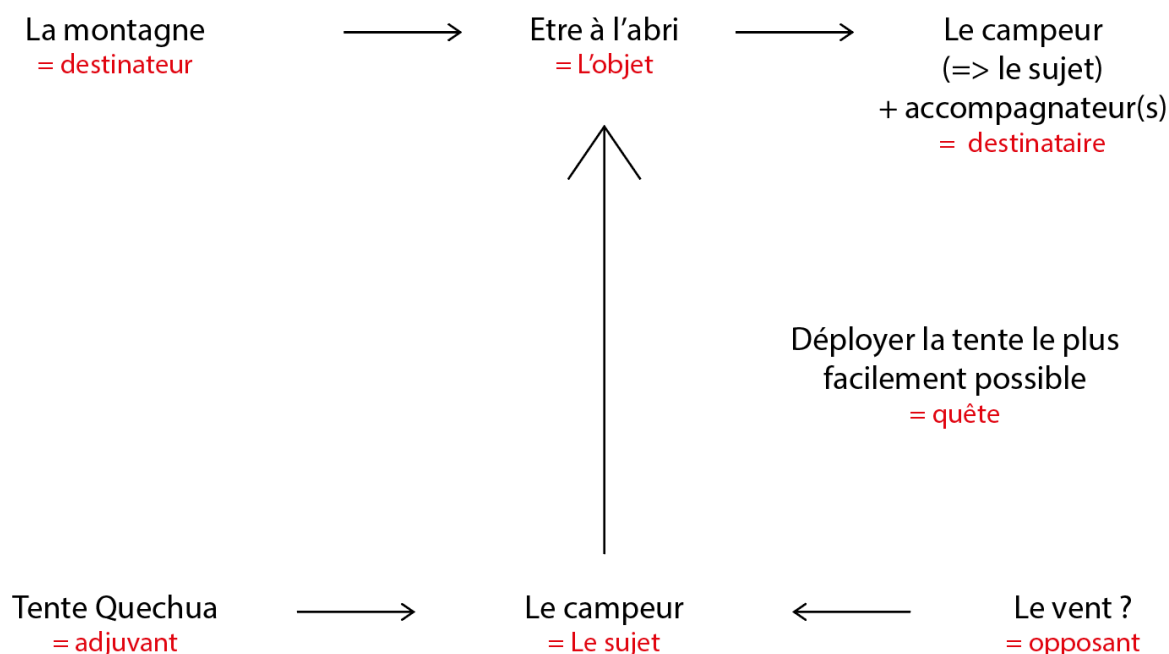 La montagne
= destinateur
Etre à l'abri
= L'objet
Le campeur
(=> le sujet)
+ accompagnateur(s)
= destinataire
Déployer la tente le plus
facilement possible
= quête
Tente Quechua
= adjuvant
Le campeur
= Le sujet
Le vent ?
= opposant